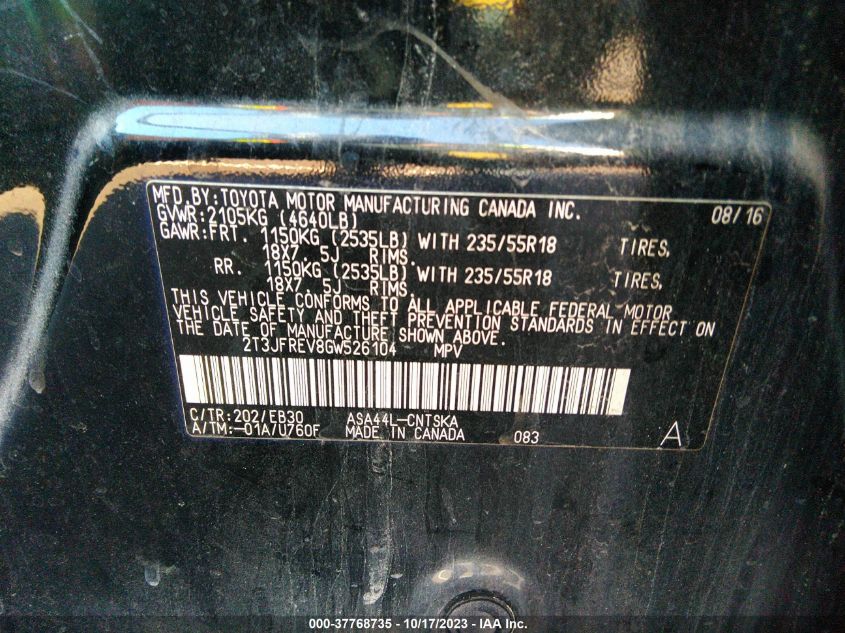 MFD. BY: TOYOTA MOTOR MANUFACTURING CANADA INC. 08/16
GVWR: 2105KG (4640LB)
GAWR: FRT. 1150KG (2535LB) WITH 235/55R18 TIRES,
18X7. 5J RIMS.
RR. 1150KG (2535LB) WITH 235/55R18 TIRES,
18X7. 5J RIMS.
THIS VEHICLE CONFORMS TO ALL APPLICABLE FEDERAL MOTOR
VEHICLE SAFETY AND THEFT PREVENTION STANDARDS IN EFFECT ON
THE DATE OF MANUFACTURE SHOWN ABOVE.
2T3JFREV8GW526104 MPV
C/TR: 202/EB30 ASA44L-CNTSKA
A/TM: -01A/U760F MADE IN CANADA 083 A
000-37768735 - 10/17/2023 - IAA Inc.